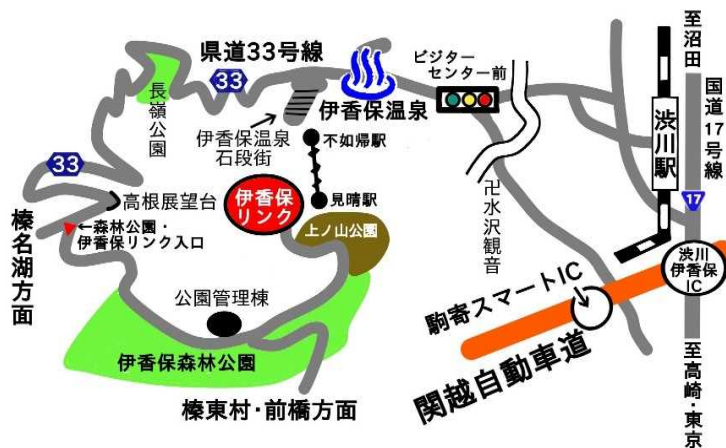 県道33号線
33
ビジター
センター前
至沼田
国道17号線
17
渋川駅
伊香保温泉
長嶺公園
伊香保温泉
石段街
不如帰駅
33
高根展望台
伊香保
リンク
見晴駅
←森林公園・
伊香保リンク入口
上ノ山公園
卍水沢観音
榛名湖方面
渋川
伊香保
IC
公園管理棟
駒寄スマートIC
関越自動車道
伊香保森林公園
至高崎・東京
榛東村・前橋方面